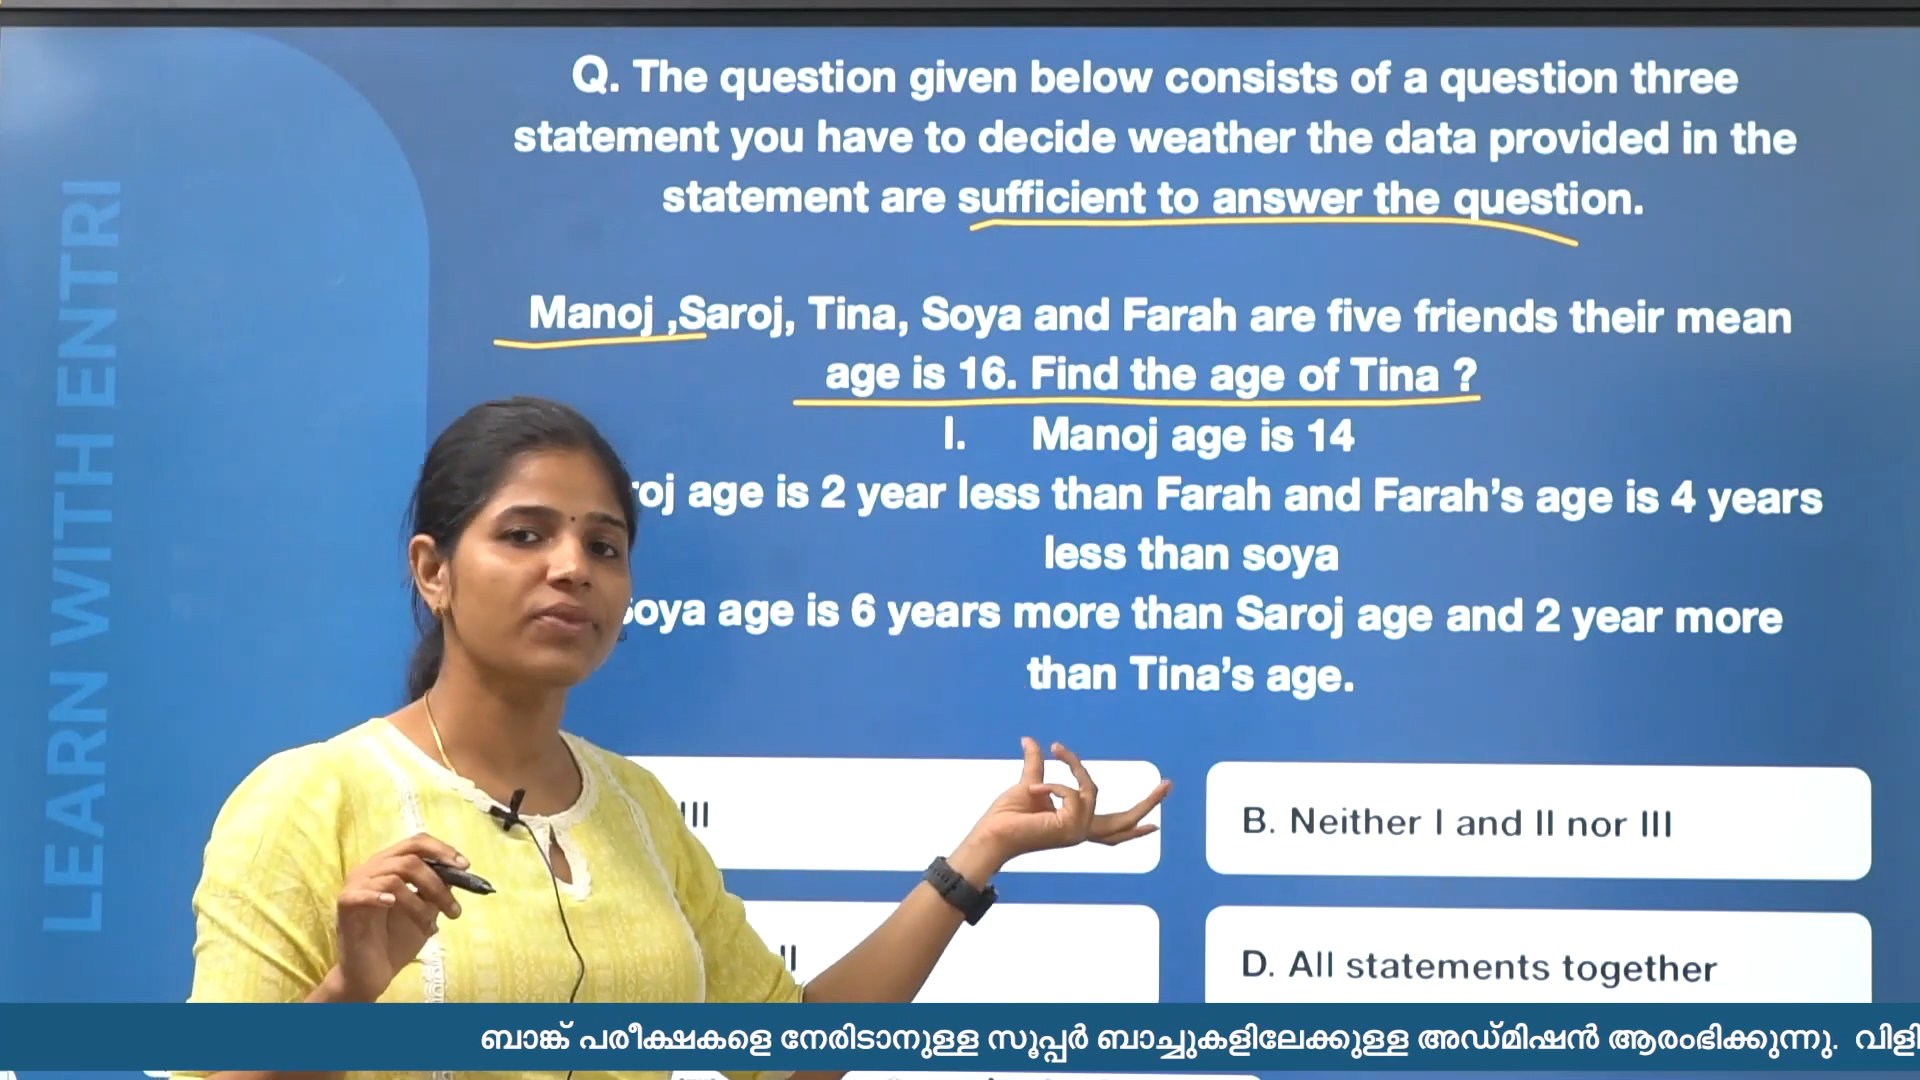 LEARN WITH ENTRI
Q. The question given below consists of a question three
statement you have to decide weather the data provided in the
statement are sufficient to answer the question.
Manoj ,Saroj, Tina, Soya and Farah are five friends their mean
age is 16. Find the age of Tina ?
I. Manoj age is 14
roj age is 2 year less than Farah and Farah's age is 4 years
less than soya
soya age is 6 years more than Saroj age and 2 year more
than Tina's age.
III
B. Neither I and II nor III
II
D. All statements together
ബാങ്ക് പരീക്ഷകളെ നേരിടാനുള്ള സൂപ്പർ ബാച്ചുകളിലേക്കുള്ള അഡ്മിഷൻ ആരംഭിക്കുന്നു. വിളി